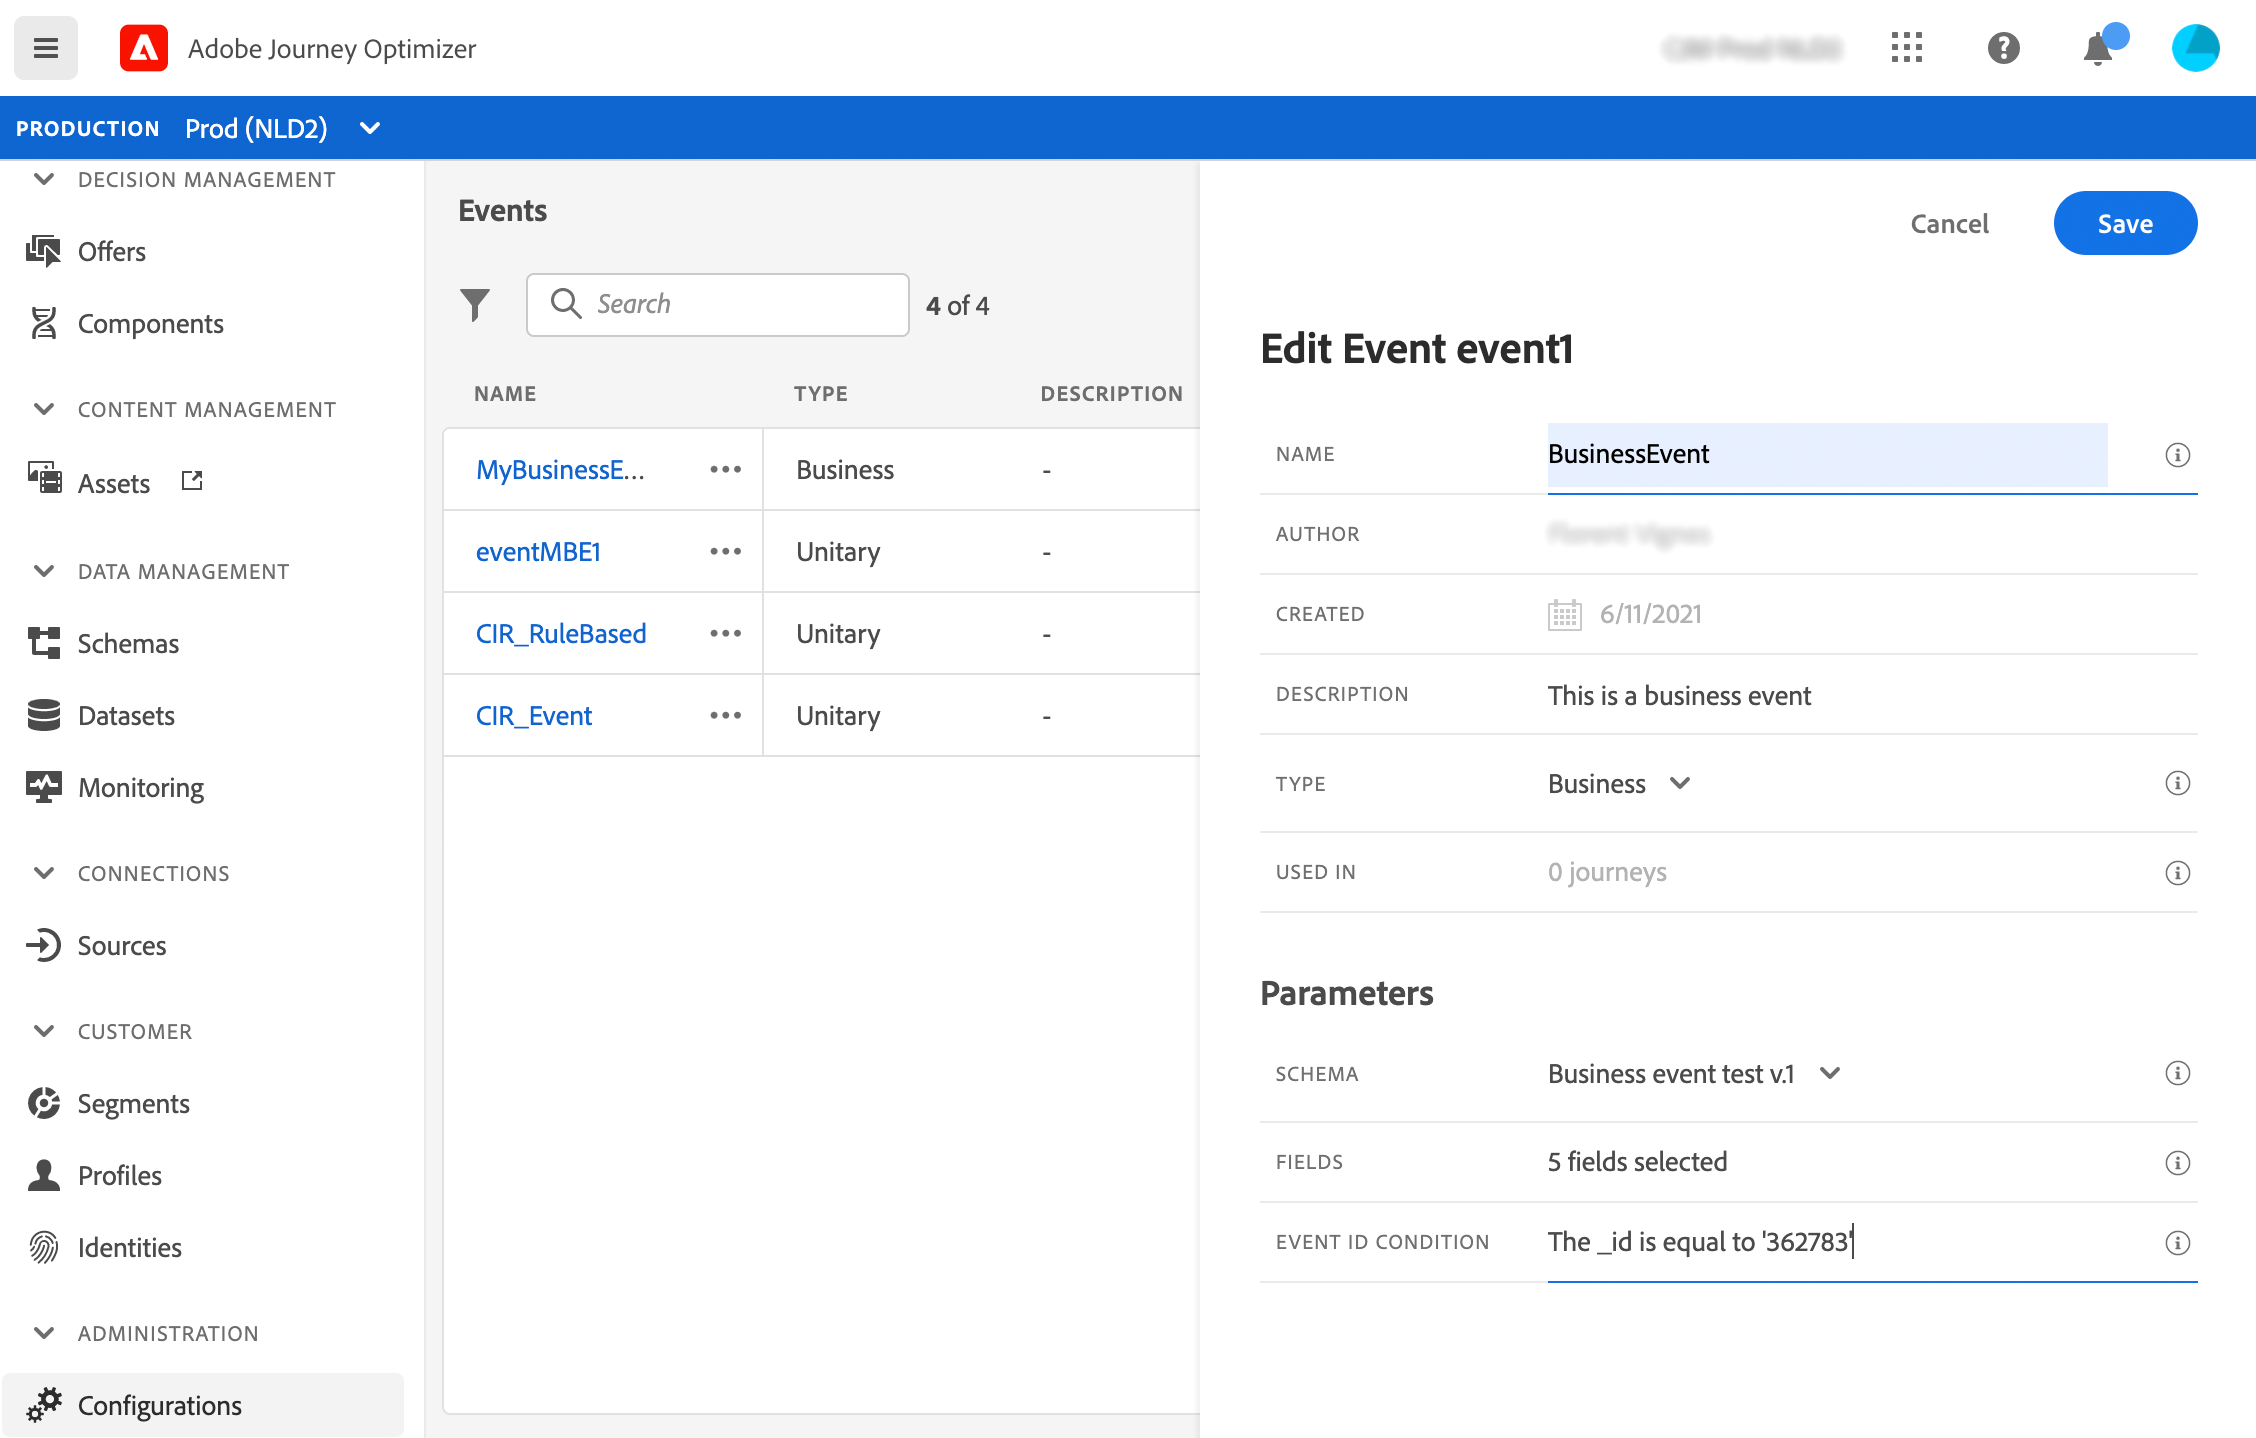 Adobe Journey Optimizer
PRODUCTION Prod (NLD2)
DECISION MANAGEMENT
Offers
Components
CONTENT MANAGEMENT
Assets
DATA MANAGEMENT
Schemas
Datasets
Monitoring
CONNECTIONS
Sources
CUSTOMER
Segments
Profiles
Identities
ADMINISTRATION
Configurations
Events
Search
4 of 4
NAME TYPE DESCRIPTION
MyBusinessE... ••• Business -
eventMBE1 ••• Unitary -
CIR_RuleBased ••• Unitary -
CIR_Event ••• Unitary -
Cancel Save
Edit Event event1
NAME BusinessEvent
AUTHOR
CREATED 6/11/2021
DESCRIPTION This is a business event
TYPE Business
USED IN 0 journeys
Parameters
SCHEMA Business event test v.1
FIELDS 5 fields selected
EVENT ID CONDITION The _id is equal to '362783'